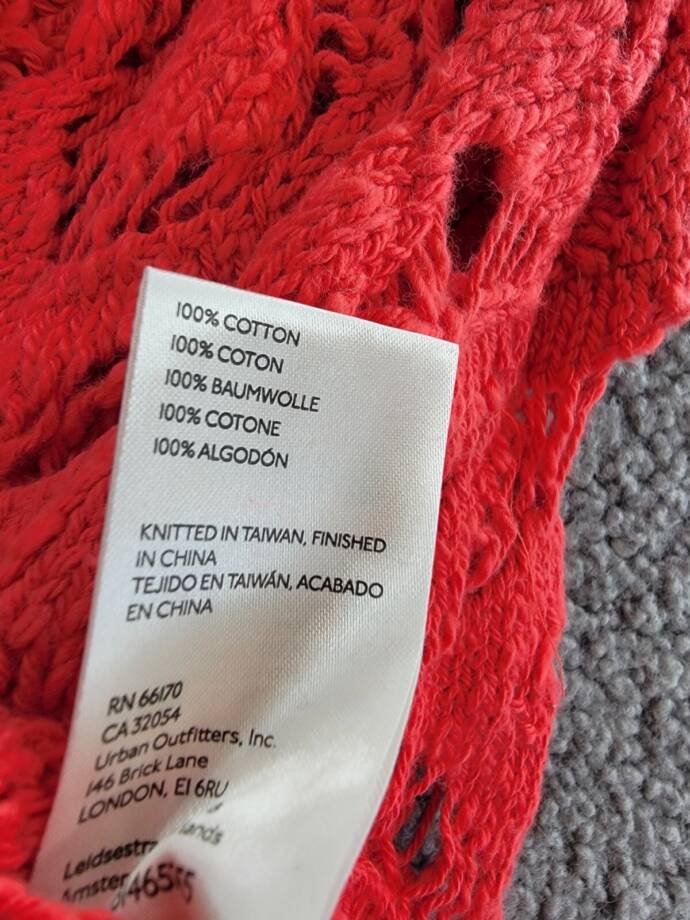 100% COTTON
100% COTON
100% BAUMWOLLE
100% COTONE
100% ALGODÓN
KNITTED IN TAIWAN, FINISHED
IN CHINA
TEJIDO EN TAIWÁN, ACABADO
EN CHINA
RN 66170
CA 32054
Urban Outfitters, Inc.
146 Brick Lane
LONDON, E1 6RU